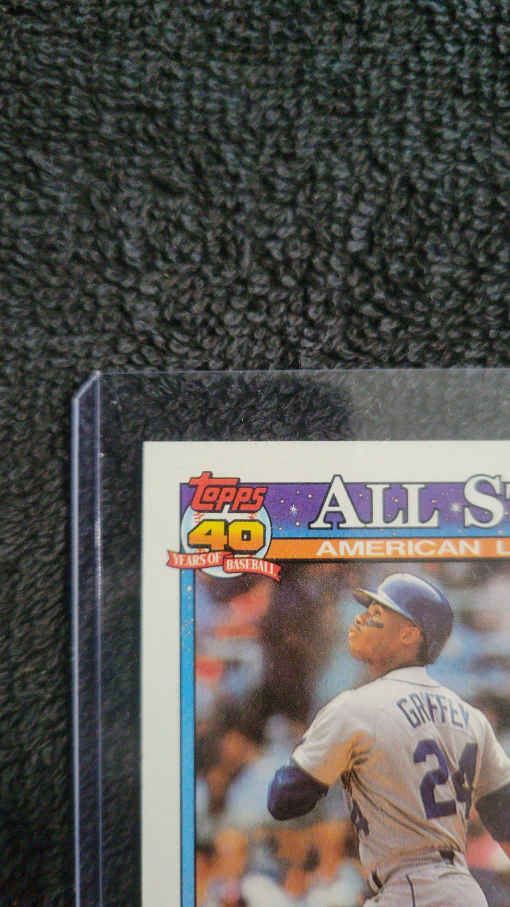 TOPPS
40
YEARS OF BASEBALL
ALL ST
AMERICAN L
GRIFFEY
24